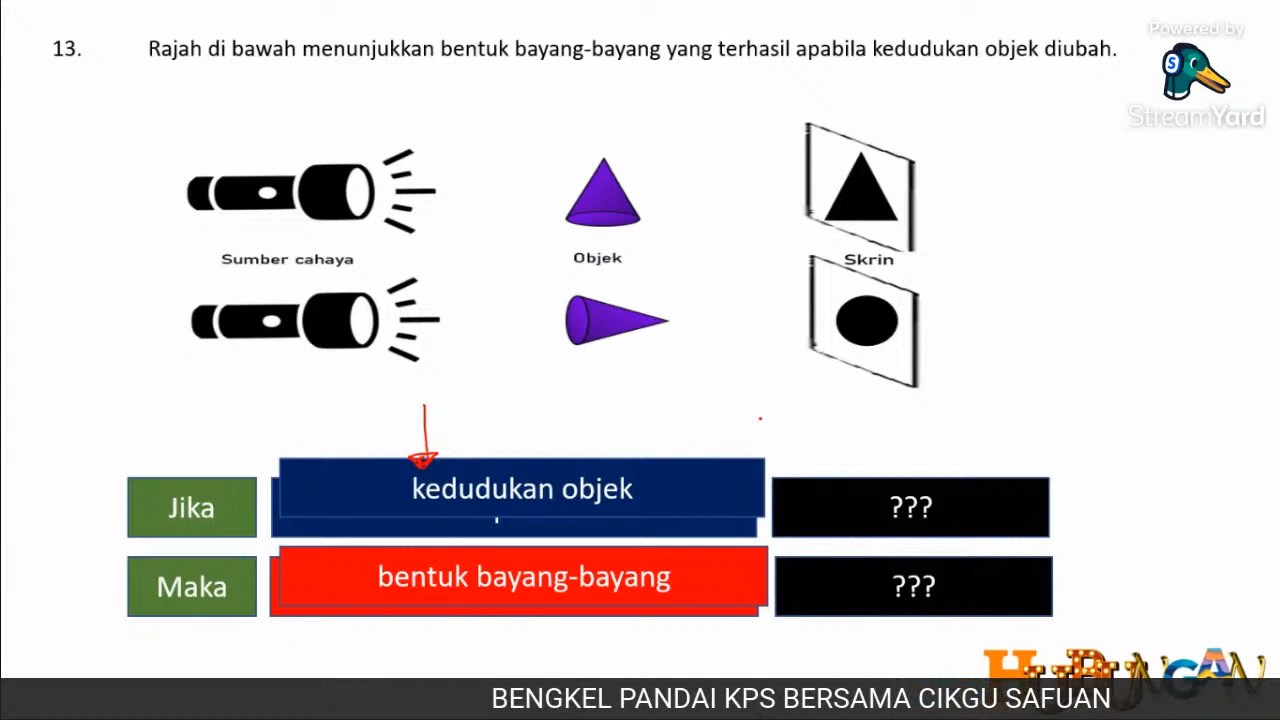 Powered by
StreamYard
13. Rajah di bawah menunjukkan bentuk bayang-bayang yang terhasil apabila kedudukan objek diubah.
Sumber cahaya Objek Skrin
Jika kedudukan objek ???
Maka bentuk bayang-bayang ???
HUBUNGAN
BENGKEL PANDAI KPS BERSAMA CIKGU SAFUAN